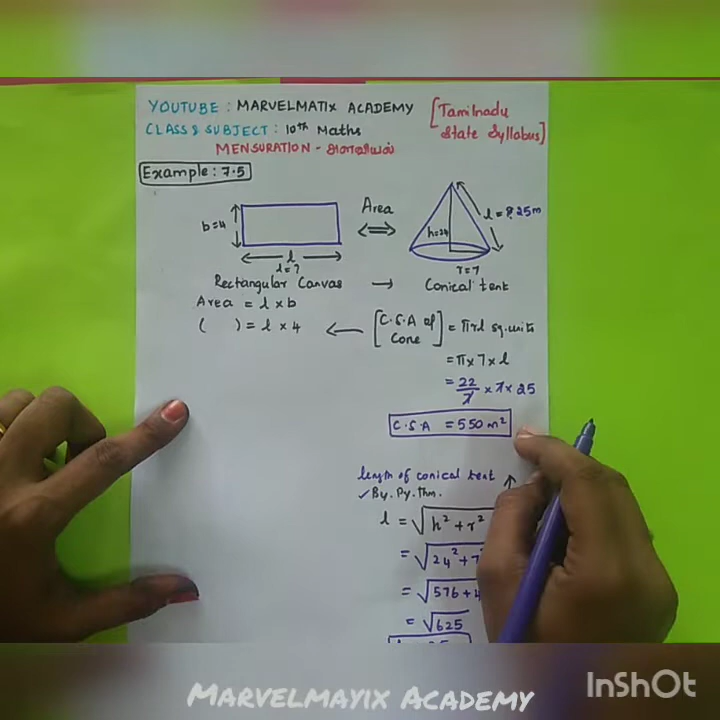 YOUTUBE : MARVELMATIX ACADEMY [Tamilnadu State Syllabus]
CLASS & SUBJECT : 10th Maths
MENSURATION - அளவியல்
Example : 7.5
b=4
l
l=?
Area
h=24
l = ? 25m
r=7
Rectangular Canvas → Conical tent
Area = l × b
( ) = l × 4 ← [C.S.A of Cone] = πrl sq.units
= π × 7 × l
= 22/7 × 7 × 25
C.S.A = 550 m²
length of conical tent
✓ By. Py. thm.
l = √h² + r²
= √24² + 7
= √576 + 4
= √625
InShOt
MARVELMAYIX ACADEMY